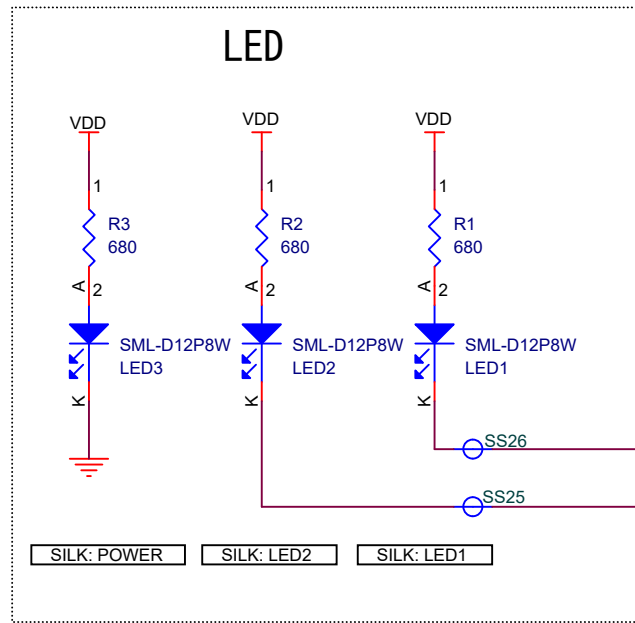 LED
VDD VDD VDD
1 1 1
R3 R2 R1
680 680 680
A 2 A 2 A 2
SML-D12P8W SML-D12P8W SML-D12P8W
LED3 LED2 LED1
K K K
SS26
SS25
SILK: POWER SILK: LED2 SILK: LED1